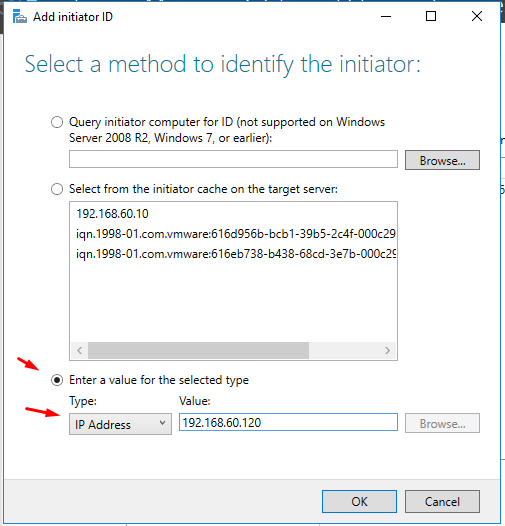 Add initiator ID
Select a method to identify the initiator:
Query initiator computer for ID (not supported on Windows
Server 2008 R2, Windows 7, or earlier):
Browse...
Select from the initiator cache on the target server:
192.168.60.10
iqn.1998-01.com.vmware:616d956b-bcb1-39b5-2c4f-000c29
iqn.1998-01.com.vmware:616eb738-b438-68cd-3e7b-000c29
Enter a value for the selected type
Type: Value:
IP Address 192.168.60.120 Browse...
OK Cancel